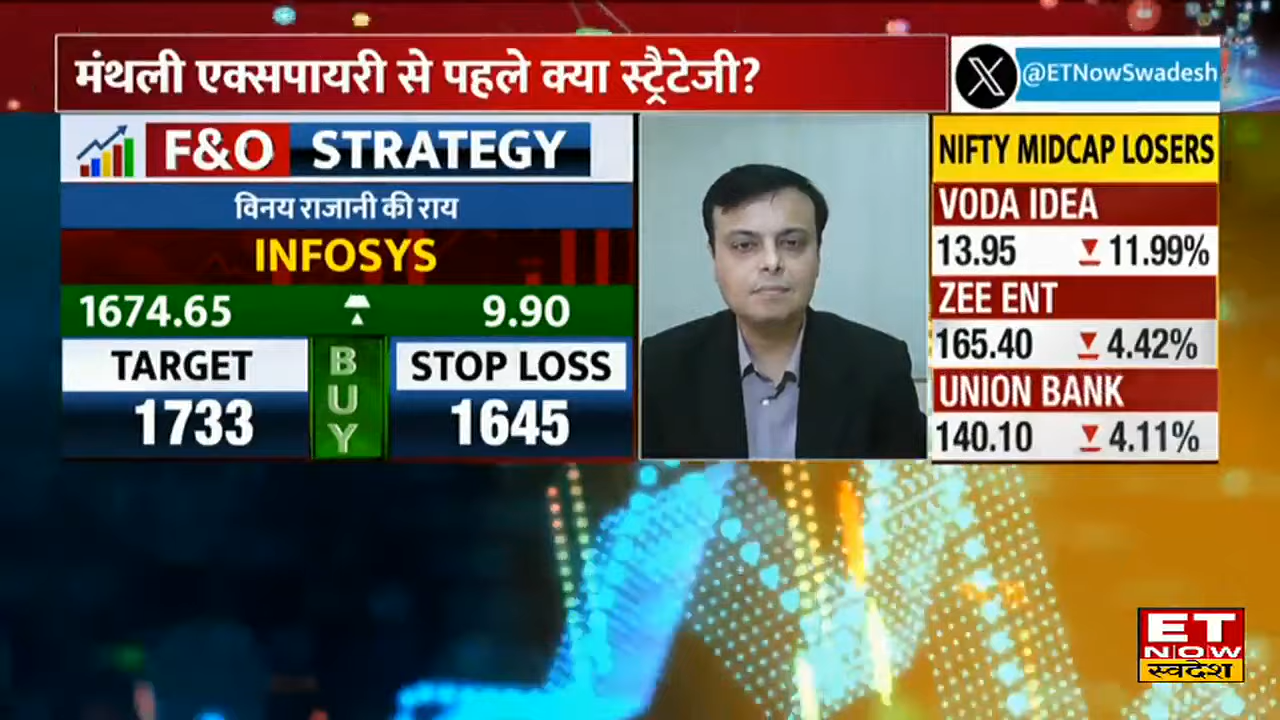 मंथली एक्सपायरी से पहले क्या स्ट्रैटेजी?
X @ETNowSwadesh
F&O STRATEGY
विनय राजानी की राय
INFOSYS
1674.65 9.90
TARGET
1733
BUY
STOP LOSS
1645
NIFTY MIDCAP LOSERS
VODA IDEA
13.95 11.99%
ZEE ENT
165.40 4.42%
UNION BANK
140.10 4.11%
ET
NOW
स्वदेश